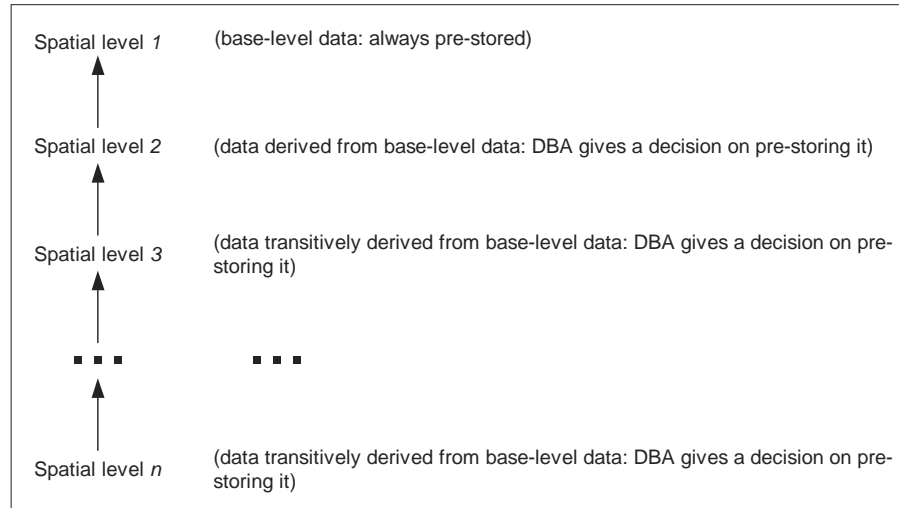 Spatial level 1 (base-level data: always pre-stored)
Spatial level 2 (data derived from base-level data: DBA gives a decision on pre-storing it)
Spatial level 3 (data transitively derived from base-level data: DBA gives a decision on pre-
storing it)
... ...
Spatial level n (data transitively derived from base-level data: DBA gives a decision on pre-
storing it)